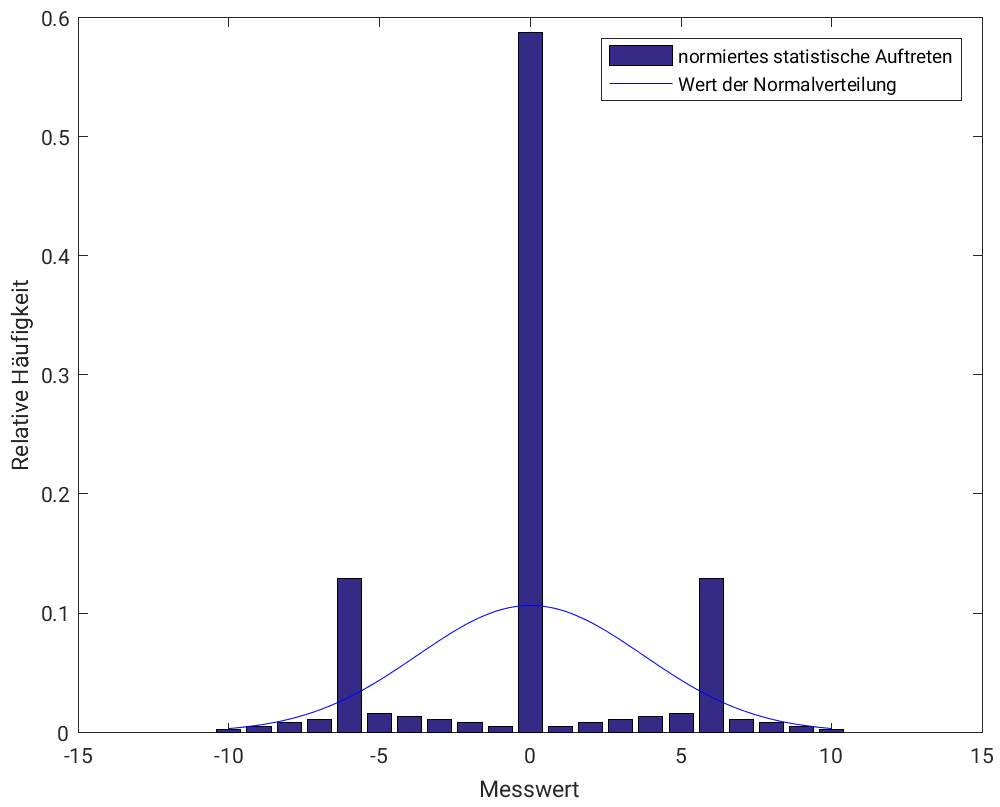 0.6
0.5
0.4
0.3
0.2
0.1
0
Relative Häufigkeit
normiertes statistische Auftreten
Wert der Normalverteilung
-15 -10 -5 0 5 10 15
Messwert